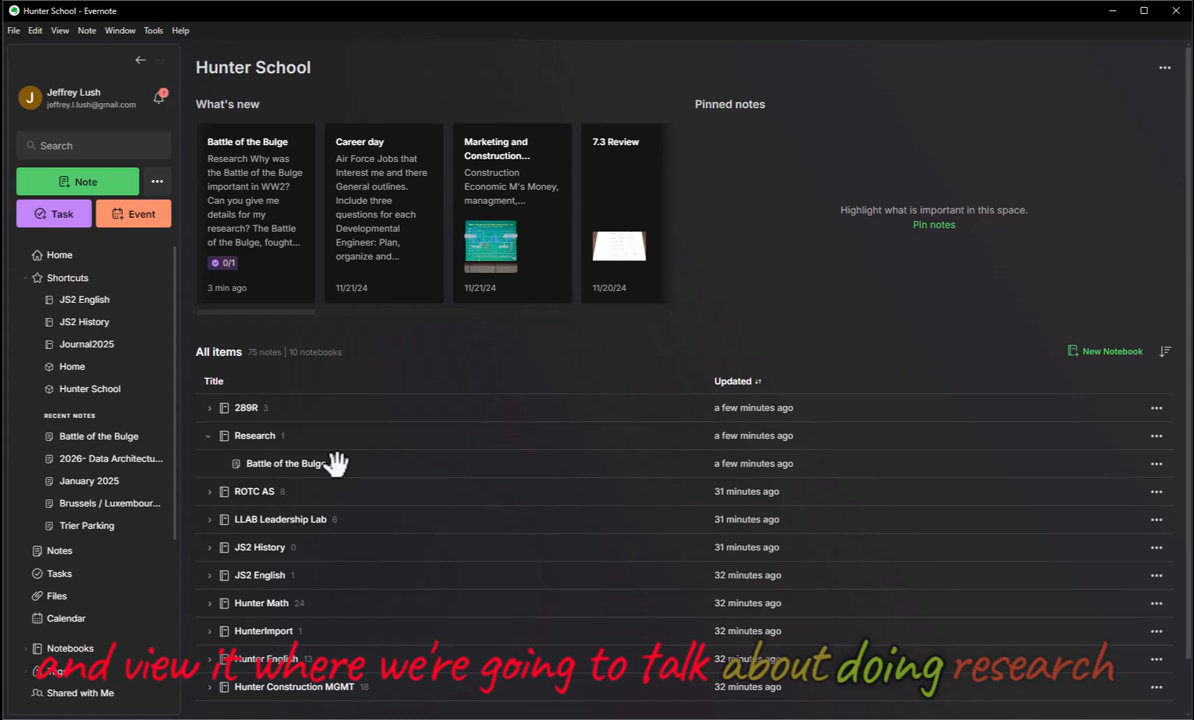 Hunter School - Evernote
File Edit View Note Window Tools Help
J
Jeffrey Lush
jeffrey.l.lush@gmail.com
1
Search
Note
Task
Event
Home
Shortcuts
JS2 English
JS2 History
Journal2025
Home
Hunter School
RECENT NOTES
Battle of the Bulge
2026- Data Architectu...
January 2025
Brussels / Luxembour...
Trier Parking
Notes
Tasks
Files
Calendar
Notebooks
Shared with Me
Hunter School
What's new
Battle of the Bulge
Research Why was
the Battle of the Bulge
important in WW2?
Can you give me
details for my
research? The Battle
of the Bulge, fought...
0/1
3 min ago
Career day
Air Force Jobs that
Interest me and there
General outlines.
Include three
questions for each
Developmental
Engineer: Plan,
organize and...
11/21/24
Marketing and
Construction...
Construction
Economic M's Money,
managment,...
11/21/24
7.3 Review
11/20/24
Pinned notes
Highlight what is important in this space.
Pin notes
All items 75 notes | 10 notebooks
New Notebook
Title Updated
289R 3 a few minutes ago
Research 1 a few minutes ago
Battle of the Bulge a few minutes ago
ROTC AS 8 31 minutes ago
LLAB Leadership Lab 6 31 minutes ago
JS2 History 0 31 minutes ago
JS2 English 1 32 minutes ago
Hunter Math 24 32 minutes ago
HunterImport 1 32 minutes ago
Hunter English 13 32 minutes ago
Hunter Construction MGMT 18 32 minutes ago
and view it where we're going to talk about doing research